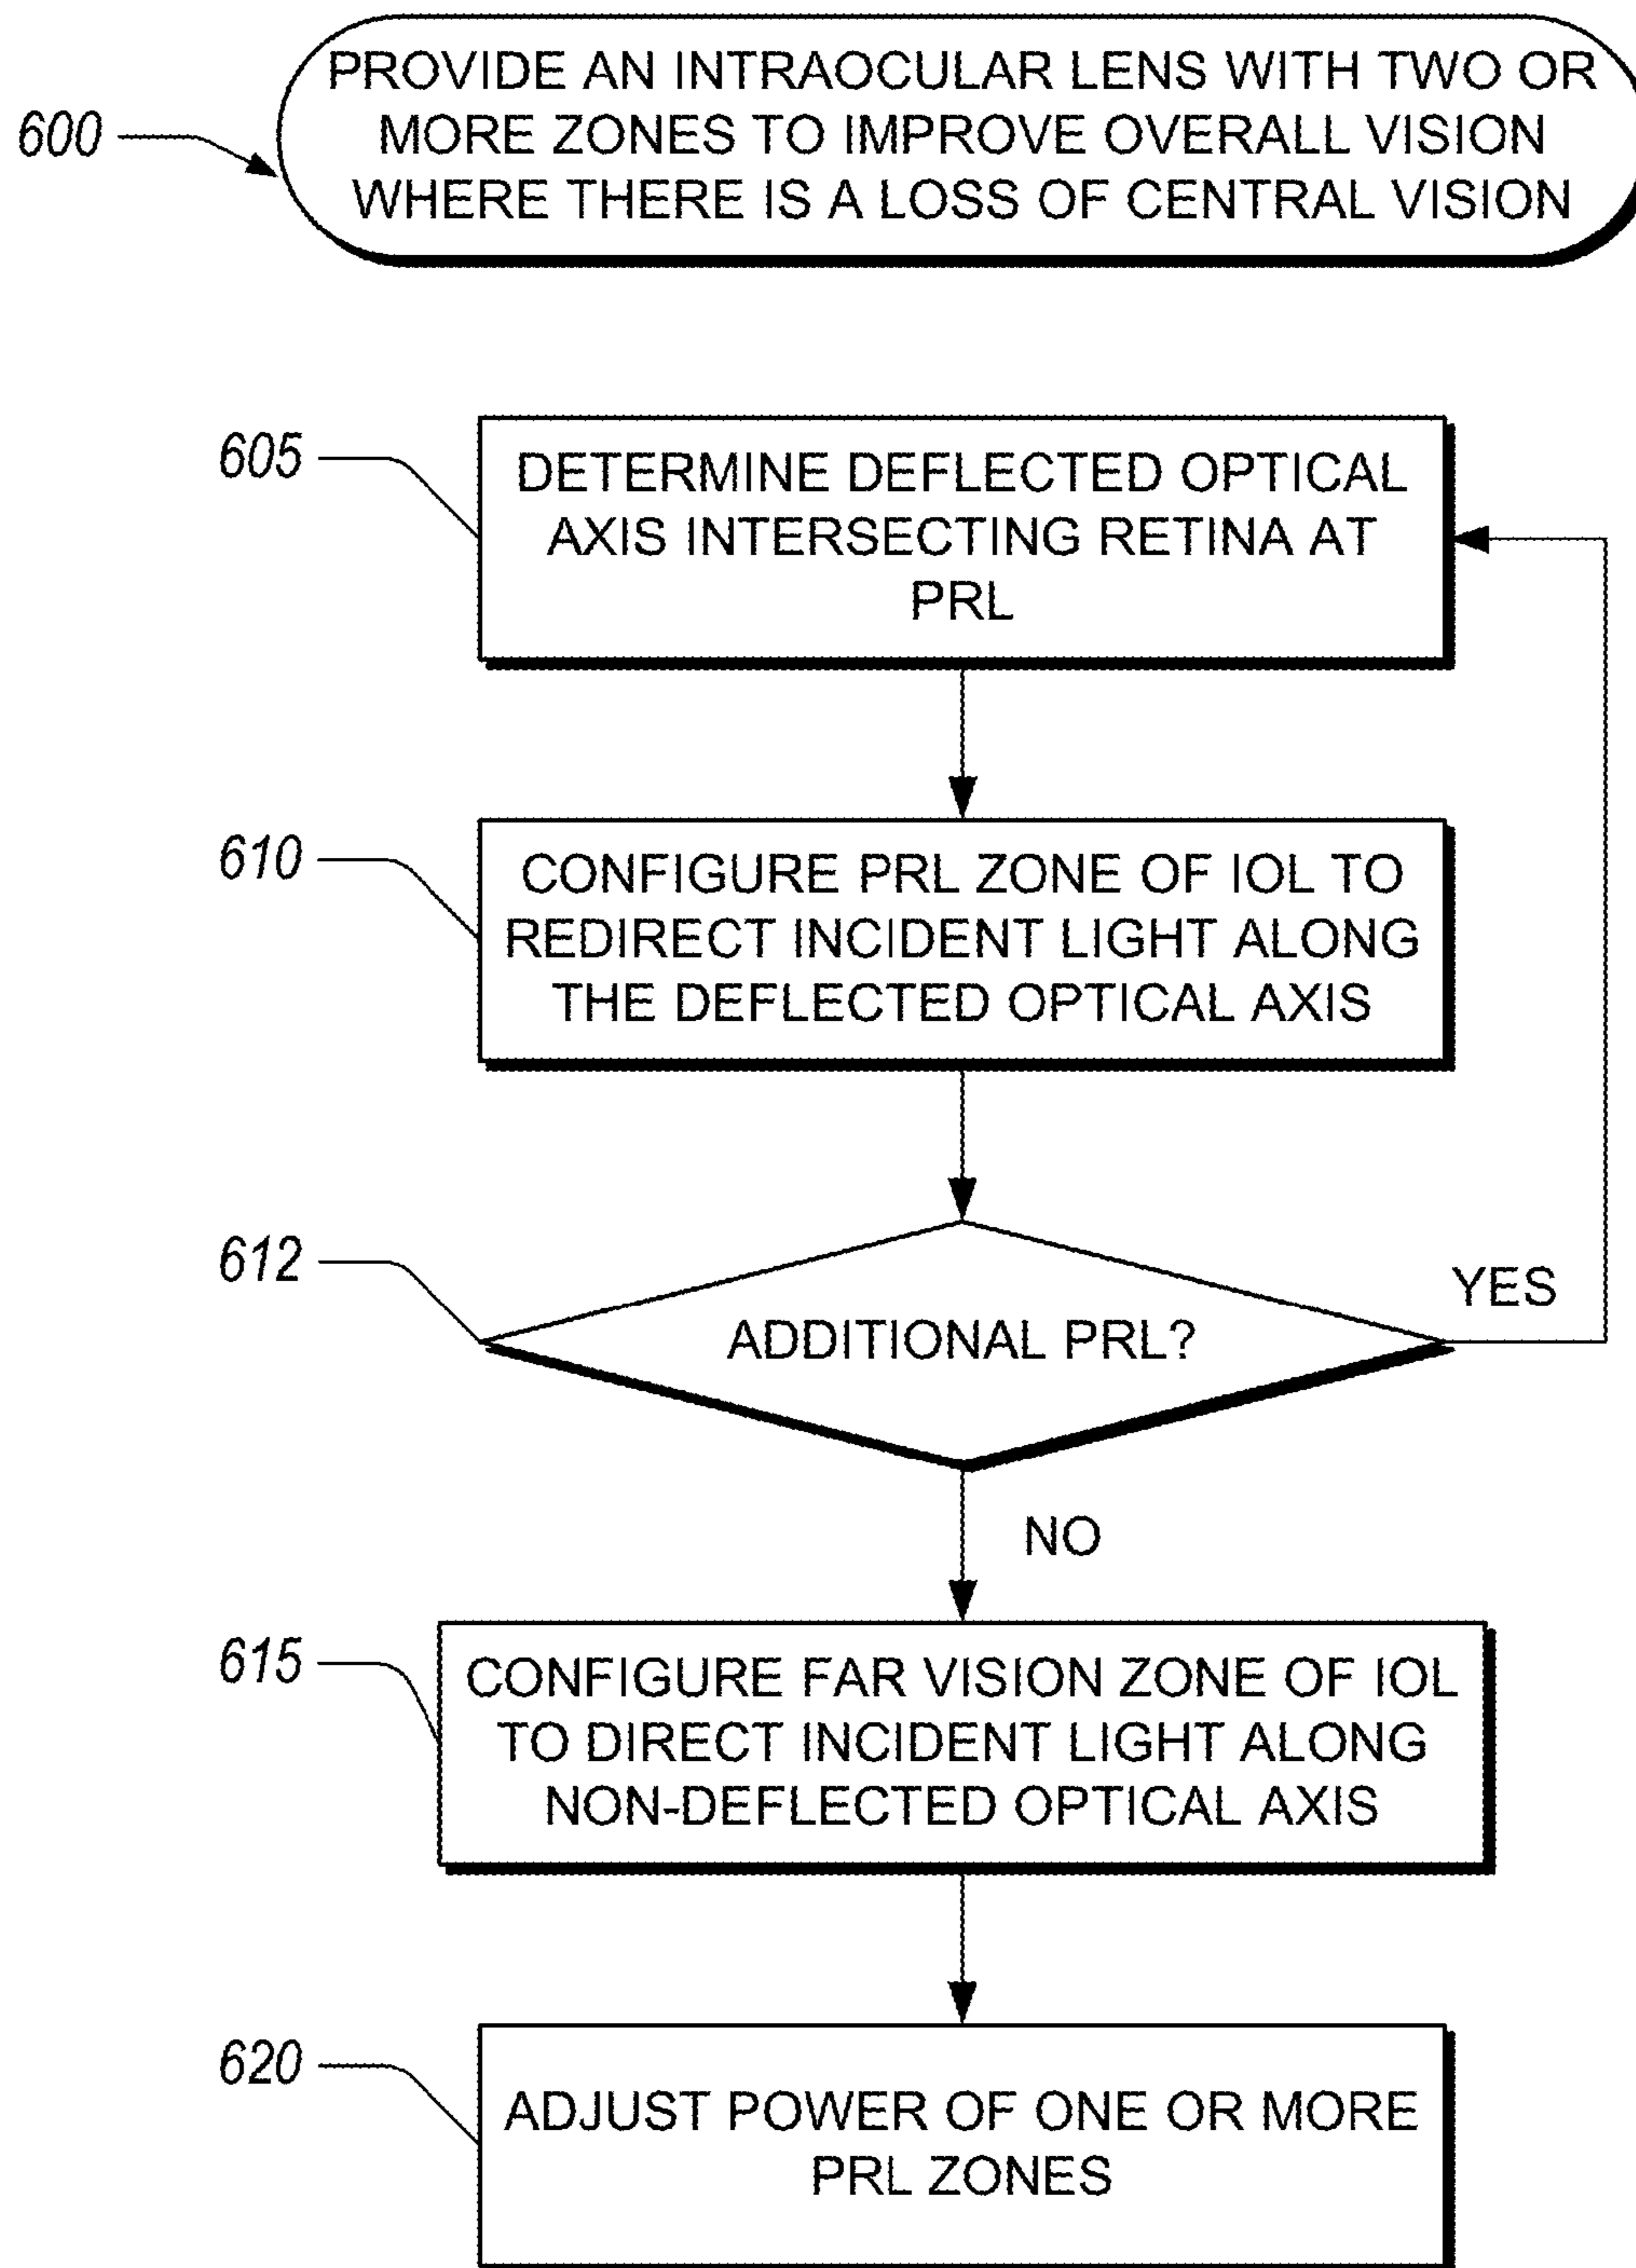 PROVIDE AN INTRAOCULAR LENS WITH TWO OR
600
MORE ZONES TO IMPROVE OVERALL VISION
WHERE THERE IS A LOSS OF CENTRAL VISION
605
DETERMINE DEFLECTED OPTICAL
AXIS INTERSECTING RETINA AT
PRL
610
CONFIGURE PRL ZONE OF IOL TO
REDIRECT INCIDENT LIGHT ALONG
THE DEFLECTED OPTICAL AXIS
612
ADDITIONAL PRL?
YES
NO
615
CONFIGURE FAR VISION ZONE OF IOL
TO DIRECT INCIDENT LIGHT ALONG
NON-DEFLECTED OPTICAL AXIS
620
ADJUST POWER OF ONE OR MORE
PRL ZONES